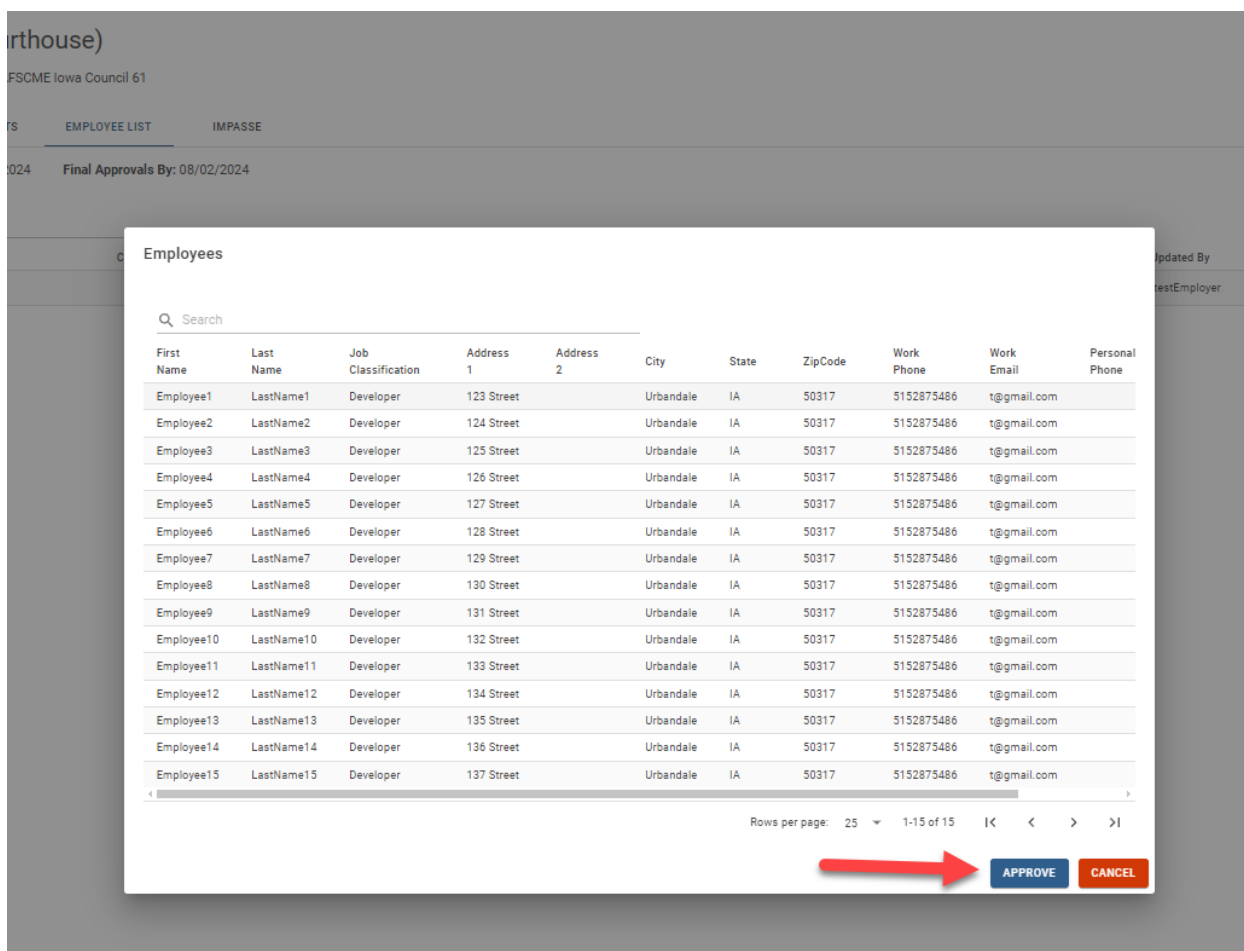 rthouse)
FSCME Iowa Council 61
TS EMPLOYEE LIST IMPASSE
2024 Final Approvals By: 08/02/2024
C Employees Updated By
testEmployer
Search
First Name Last Name Job Classification Address 1 Address 2 City State ZipCode Work Phone Work Email Personal Phone
Employee1 LastName1 Developer 123 Street Urbandale IA 50317 5152875486 t@gmail.com
Employee2 LastName2 Developer 124 Street Urbandale IA 50317 5152875486 t@gmail.com
Employee3 LastName3 Developer 125 Street Urbandale IA 50317 5152875486 t@gmail.com
Employee4 LastName4 Developer 126 Street Urbandale IA 50317 5152875486 t@gmail.com
Employee5 LastName5 Developer 127 Street Urbandale IA 50317 5152875486 t@gmail.com
Employee6 LastName6 Developer 128 Street Urbandale IA 50317 5152875486 t@gmail.com
Employee7 LastName7 Developer 129 Street Urbandale IA 50317 5152875486 t@gmail.com
Employee8 LastName8 Developer 130 Street Urbandale IA 50317 5152875486 t@gmail.com
Employee9 LastName9 Developer 131 Street Urbandale IA 50317 5152875486 t@gmail.com
Employee10 LastName10 Developer 132 Street Urbandale IA 50317 5152875486 t@gmail.com
Employee11 LastName11 Developer 133 Street Urbandale IA 50317 5152875486 t@gmail.com
Employee12 LastName12 Developer 134 Street Urbandale IA 50317 5152875486 t@gmail.com
Employee13 LastName13 Developer 135 Street Urbandale IA 50317 5152875486 t@gmail.com
Employee14 LastName14 Developer 136 Street Urbandale IA 50317 5152875486 t@gmail.com
Employee15 LastName15 Developer 137 Street Urbandale IA 50317 5152875486 t@gmail.com
Rows per page: 25 1-15 of 15
APPROVE CANCEL